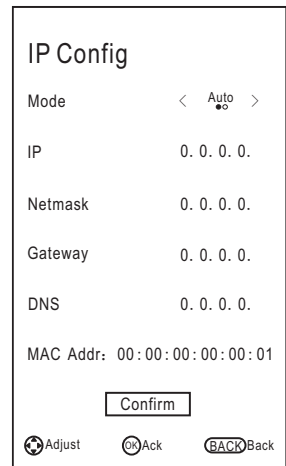 IP Config
Mode < Auto >
IP 0. 0. 0. 0.
Netmask 0. 0. 0. 0.
Gateway 0. 0. 0. 0.
DNS 0. 0. 0. 0.
MAC Addr: 00:00:00:00:00:01
Confirm
Adjust OK Ack BACK Back